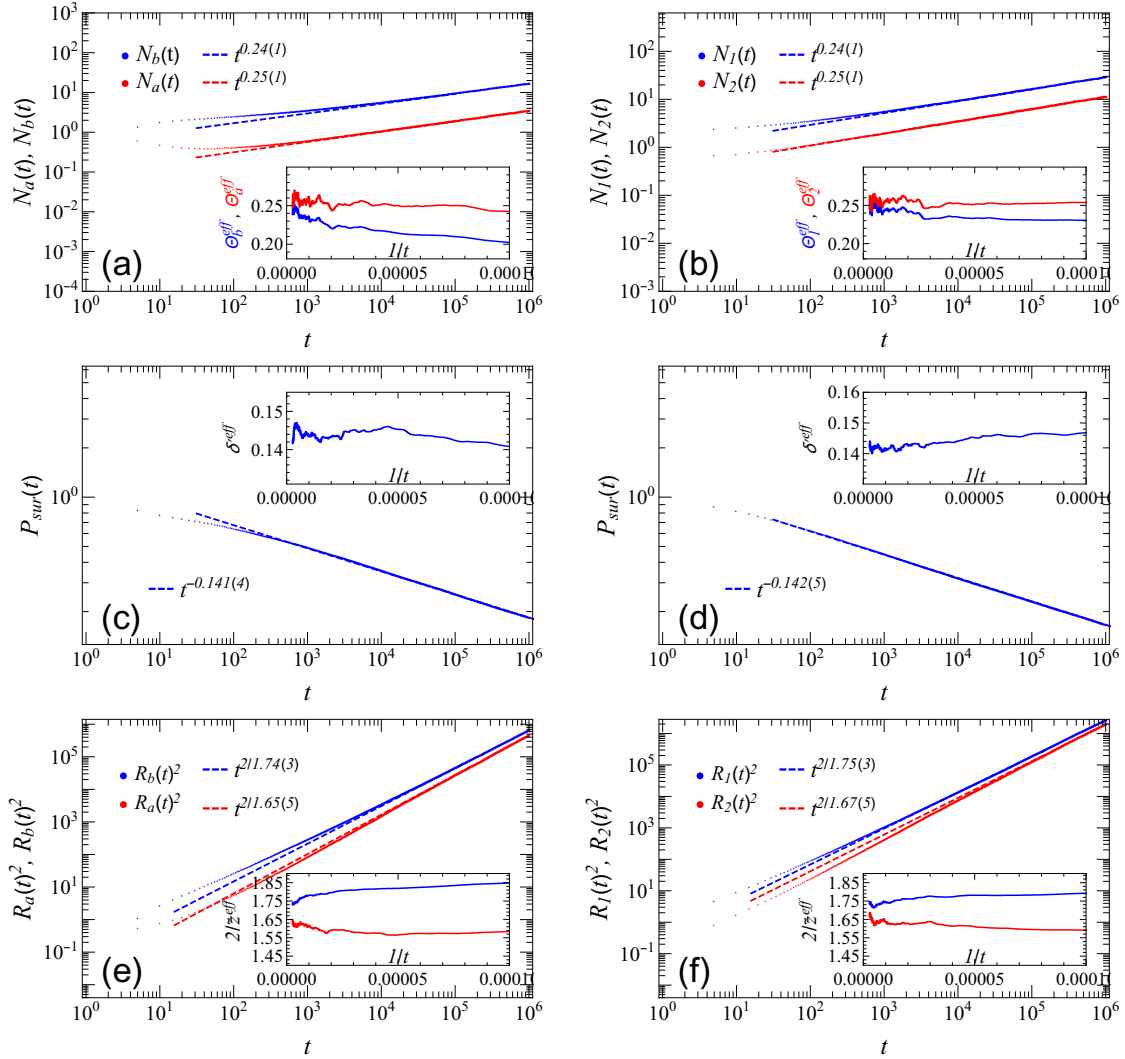 N_b(t) t^{0.24(1)}
N_a(t) t^{0.25(1)}
N_a(t), N_b(t)
10^3
10^2
10^1
10^0
10^{-1}
10^{-2}
10^{-3}
10^{-4}
Θ_b^{eff}, Θ_a^{eff}
0.25
0.20
1/t
0.00000 0.00005 0.00010
(a)
10^0 10^1 10^2 10^3 10^4 10^5 10^6
t
N_1(t) t^{0.24(1)}
N_2(t) t^{0.25(1)}
N_1(t), N_2(t)
10^2
10^1
10^0
10^{-1}
10^{-2}
10^{-3}
Θ_1^{eff}, Θ_2^{eff}
0.25
0.20
1/t
0.00000 0.00005 0.00010
(b)
10^0 10^1 10^2 10^3 10^4 10^5 10^6
t
P_{sur}(t)
10^0
δ^{eff}
0.15
0.14
1/t
0.00000 0.00005 0.00010
t^{-0.141(4)}
(c)
10^0 10^1 10^2 10^3 10^4 10^5 10^6
t
P_{sur}(t)
10^0
δ^{eff}
0.16
0.15
0.14
1/t
0.00000 0.00005 0.00010
t^{-0.142(5)}
(d)
10^0 10^1 10^2 10^3 10^4 10^5 10^6
t
R_b(t)^2 t^{2/1.74(3)}
R_a(t)^2 t^{2/1.65(5)}
R_a(t)^2, R_b(t)^2
10^5
10^3
10^1
10^{-1}
2/z^{eff}
1.85
1.75
1.65
1.55
1.45
1/t
0.00000 0.00005 0.00010
(e)
10^0 10^1 10^2 10^3 10^4 10^5 10^6
t
R_1(t)^2 t^{2/1.75(3)}
R_2(t)^2 t^{2/1.67(5)}
R_1(t)^2, R_2(t)^2
10^5
10^3
10^1
10^{-1}
2/z^{eff}
1.85
1.75
1.65
1.55
1.45
1/t
0.00000 0.00005 0.00010
(f)
10^0 10^1 10^2 10^3 10^4 10^5 10^6
t